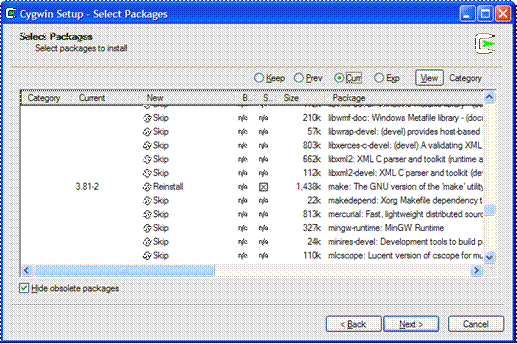 Cygwin Setup - Select Packages
Select Packages
Select packages to install
Keep Prev Curr Exp View Category
Category Current New B... S... Size Package
Skip n/a n/a
Skip n/a n/a 210k libwmf-doc: Windows Metafile library - (doc
Skip n/a n/a 57k libwrap-devel: (devel) provides host-based
Skip n/a n/a 803k libxerces-c-devel: (devel) A validating XML
Skip n/a n/a 662k libxml2: XML C parser and toolkit (runtime a
Skip n/a n/a 112k libxml2-devel: XML C parser and toolkit (de
3.81-2 Reinstall n/a 1,438k make: The GNU version of the 'make' utility
Skip n/a n/a 22k makedepend: Xorg Makefile dependency t
Skip n/a n/a 813k mercurial: Fast, lightweight distributed sourc
Skip n/a n/a 327k mingw-runtime: MinGW Runtime
Skip n/a n/a 24k minires-devel: Development tools to build p
Skip n/a n/a 110k mlcscope: Lucent version of cscope for mu
Hide obsolete packages
< Back Next > Cancel